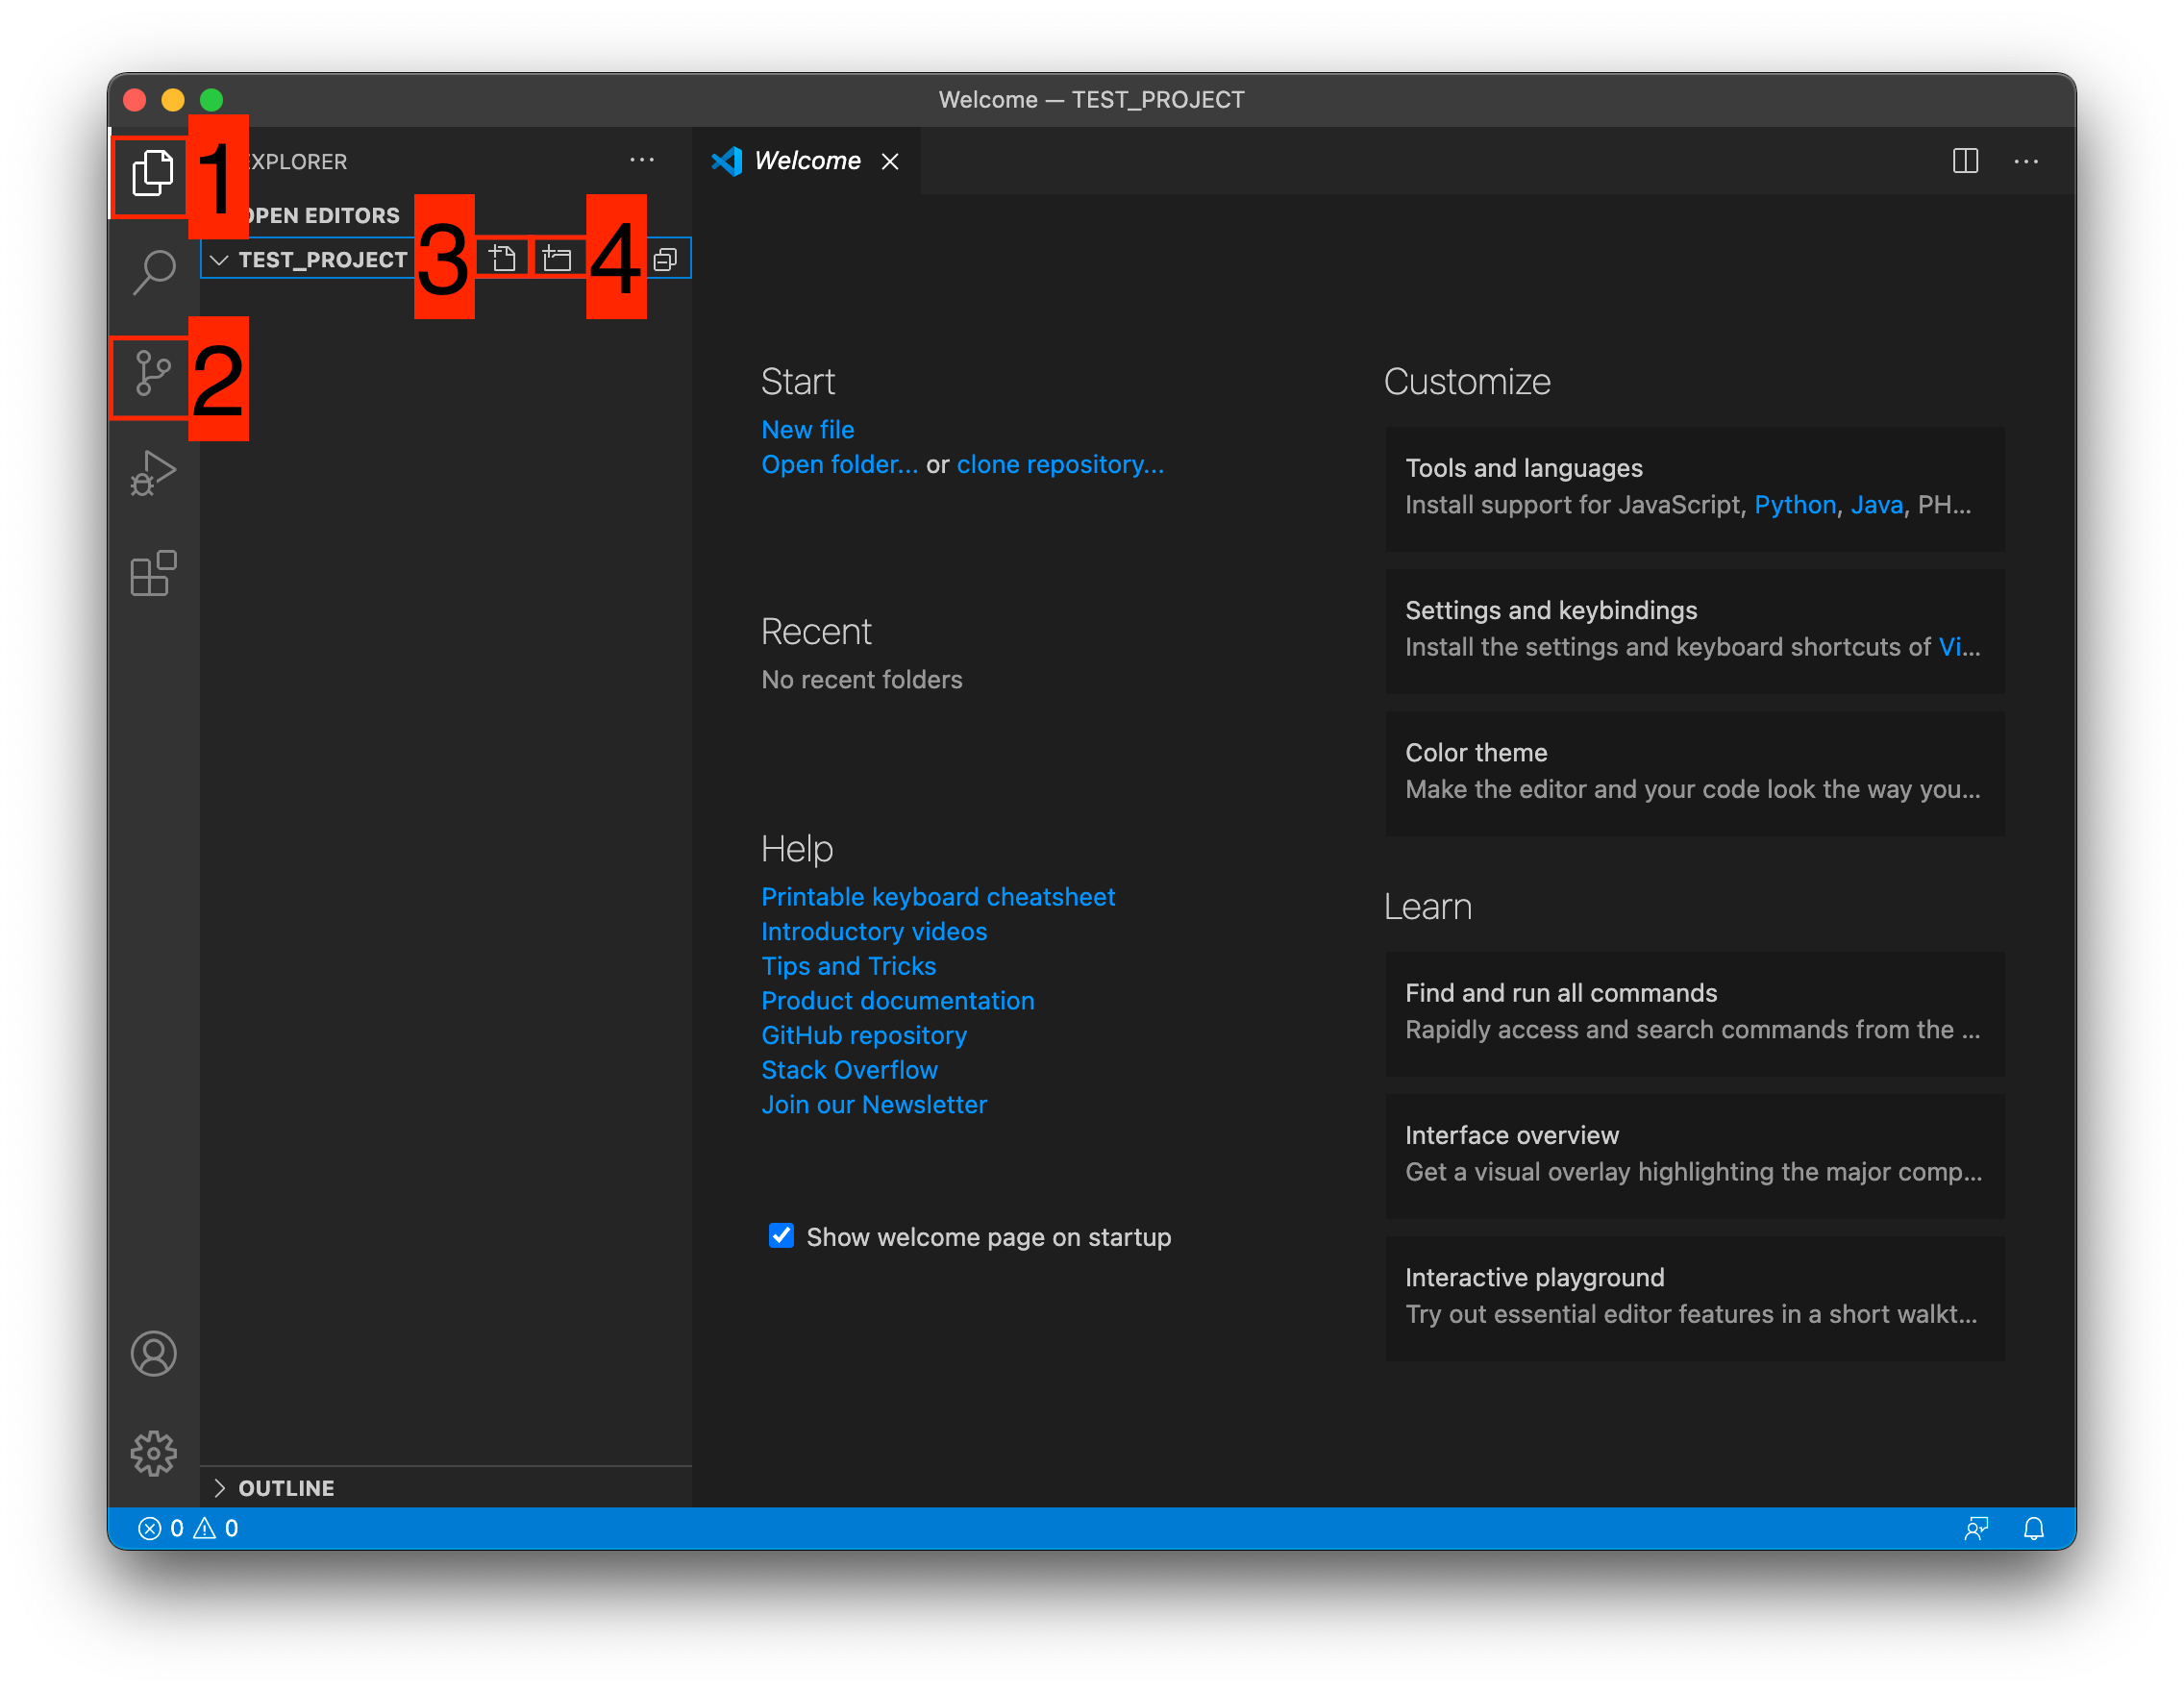 Welcome — TEST_PROJECT
1
EXPLORER
Welcome
OPEN EDITORS
TEST_PROJECT
3
4
2
Start
New file
Open folder... or clone repository...
Recent
No recent folders
Help
Printable keyboard cheatsheet
Introductory videos
Tips and Tricks
Product documentation
GitHub repository
Stack Overflow
Join our Newsletter
Show welcome page on startup
Customize
Tools and languages
Install support for JavaScript, Python, Java, PH...
Settings and keybindings
Install the settings and keyboard shortcuts of Vi...
Color theme
Make the editor and your code look the way you...
Learn
Find and run all commands
Rapidly access and search commands from the ...
Interface overview
Get a visual overlay highlighting the major comp...
Interactive playground
Try out essential editor features in a short walkt...
OUTLINE
0 0